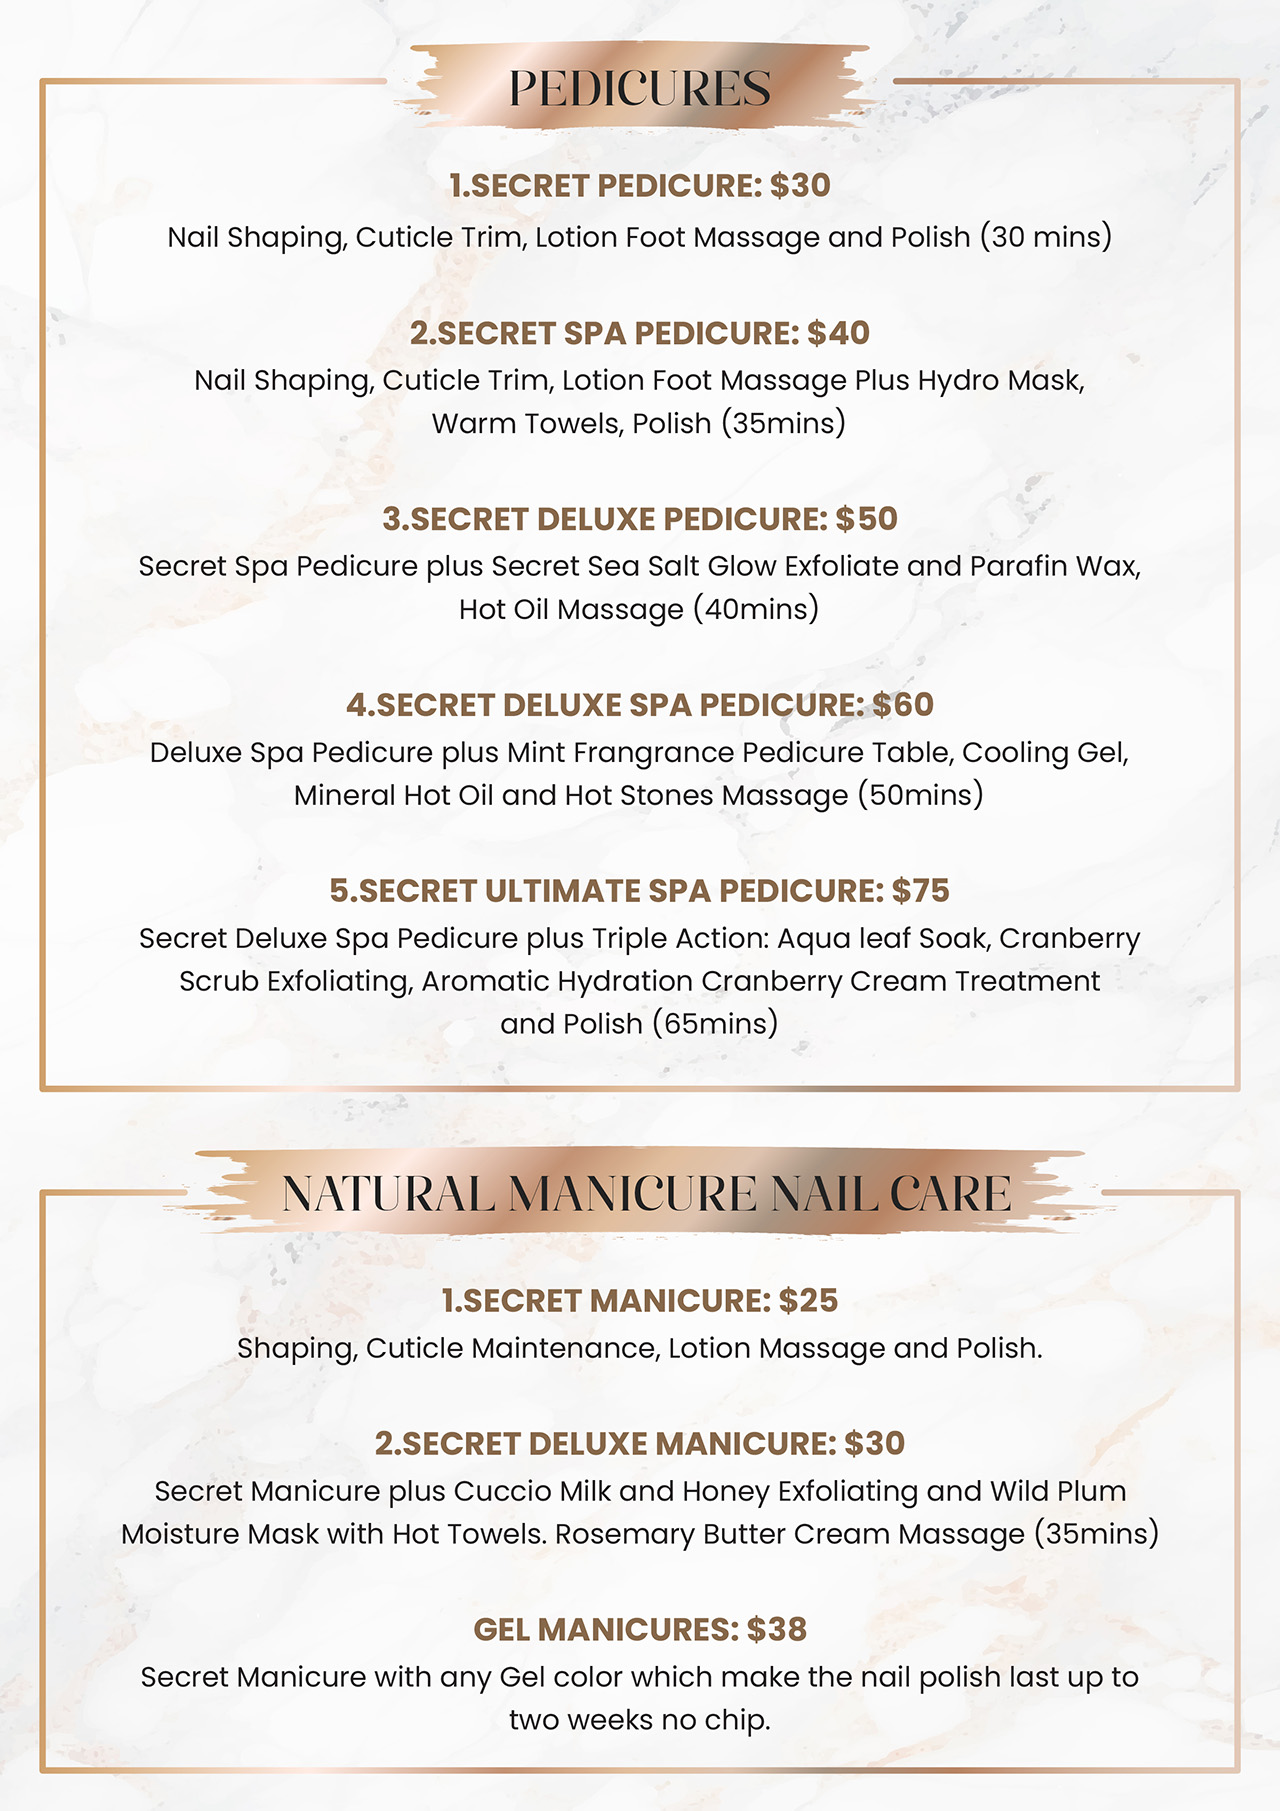 PEDICURES
1.SECRET PEDICURE: $30
Nail Shaping, Cuticle Trim, Lotion Foot Massage and Polish (30 mins)
2.SECRET SPA PEDICURE: $40
Nail Shaping, Cuticle Trim, Lotion Foot Massage Plus Hydro Mask,
Warm Towels, Polish (35mins)
3.SECRET DELUXE PEDICURE: $50
Secret Spa Pedicure plus Secret Sea Salt Glow Exfoliate and Parafin Wax,
Hot Oil Massage (40mins)
4.SECRET DELUXE SPA PEDICURE: $60
Deluxe Spa Pedicure plus Mint Frangrance Pedicure Table, Cooling Gel,
Mineral Hot Oil and Hot Stones Massage (50mins)
5.SECRET ULTIMATE SPA PEDICURE: $75
Secret Deluxe Spa Pedicure plus Triple Action: Aqua leaf Soak, Cranberry
Scrub Exfoliating, Aromatic Hydration Cranberry Cream Treatment
and Polish (65mins)
NATURAL MANICURE NAIL CARE
1.SECRET MANICURE: $25
Shaping, Cuticle Maintenance, Lotion Massage and Polish.
2.SECRET DELUXE MANICURE: $30
Secret Manicure plus Cuccio Milk and Honey Exfoliating and Wild Plum
Moisture Mask with Hot Towels. Rosemary Butter Cream Massage (35mins)
GEL MANICURES: $38
Secret Manicure with any Gel color which make the nail polish last up to
two weeks no chip.